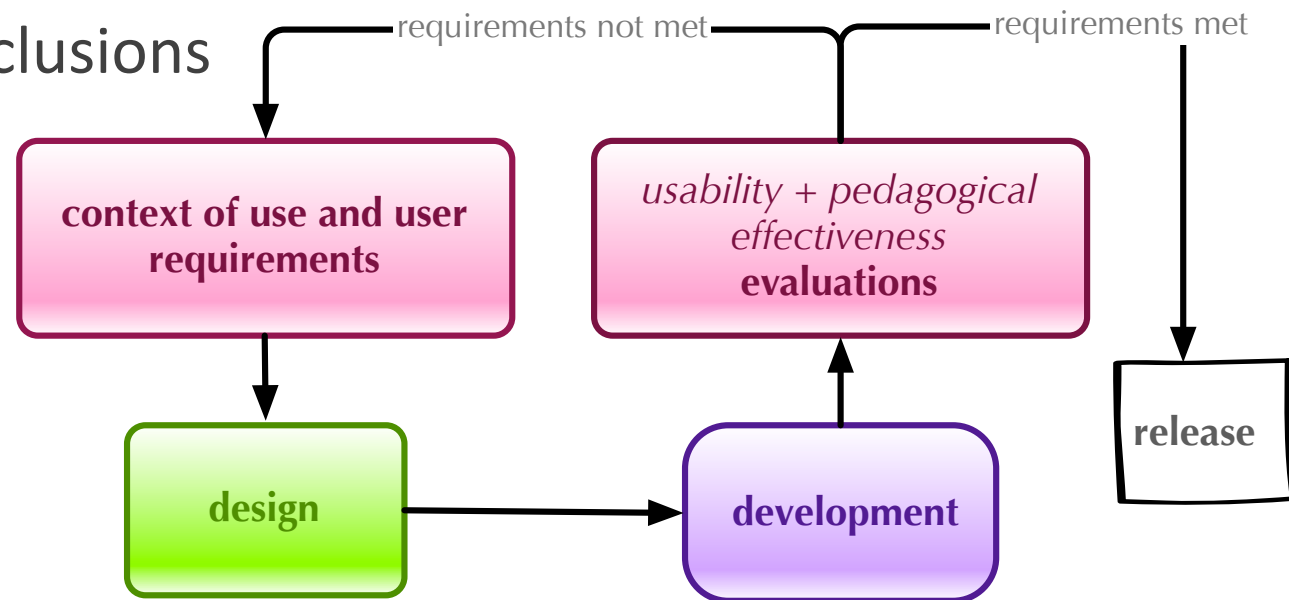 clusions
requirements not met
requirements met
context of use and user
requirements
usability + pedagogical
effectiveness
evaluations
release
design
development